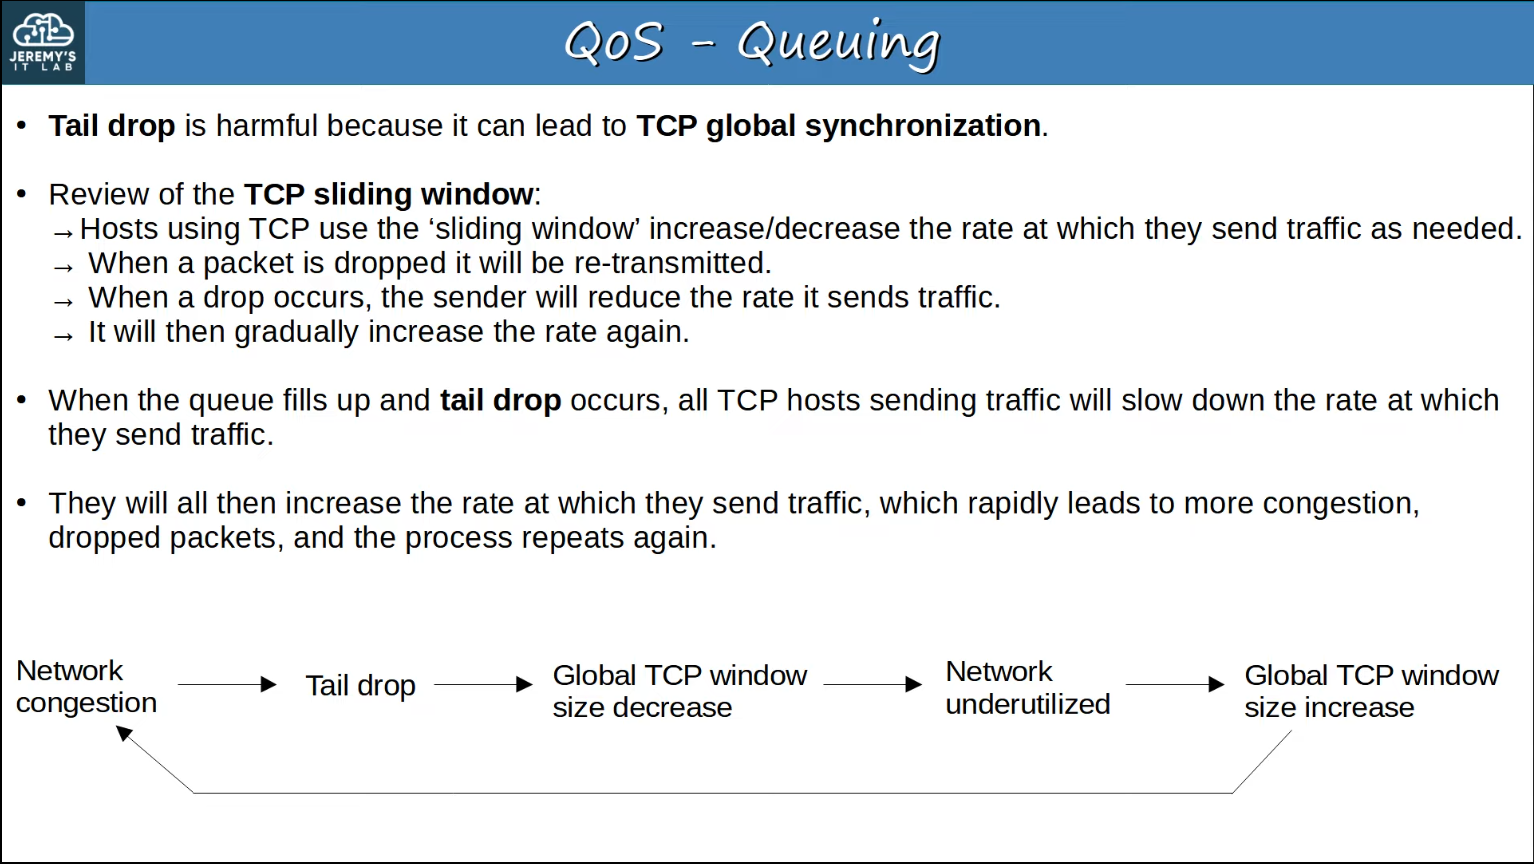 JEREMY'S
IT LAB
QoS - Queuing
• Tail drop is harmful because it can lead to TCP global synchronization.
• Review of the TCP sliding window:
→Hosts using TCP use the ‘sliding window’ increase/decrease the rate at which they send traffic as needed.
→ When a packet is dropped it will be re-transmitted.
→ When a drop occurs, the sender will reduce the rate it sends traffic.
→ It will then gradually increase the rate again.
• When the queue fills up and tail drop occurs, all TCP hosts sending traffic will slow down the rate at which
they send traffic.
• They will all then increase the rate at which they send traffic, which rapidly leads to more congestion,
dropped packets, and the process repeats again.
Network
congestion
Tail drop
Global TCP window
size decrease
Network
underutilized
Global TCP window
size increase